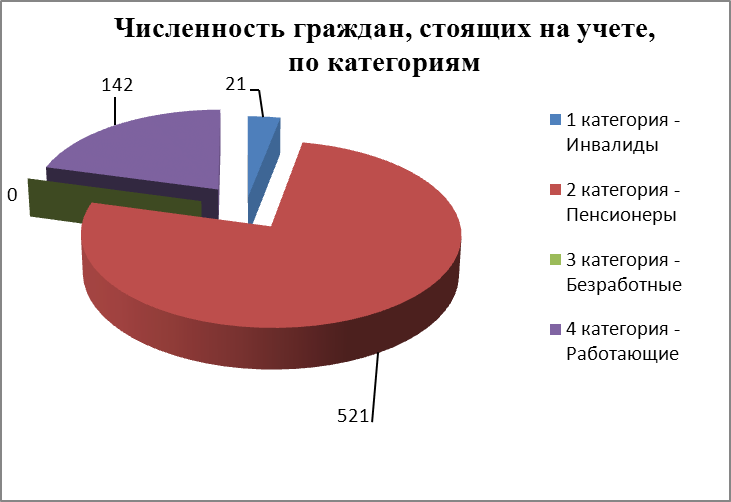 Численность граждан, стоящих на учете,
по категориям
142
21
0
521
1 категория -
Инвалиды
2 категория -
Пенсионеры
3 категория -
Безработные
4 категория -
Работающие